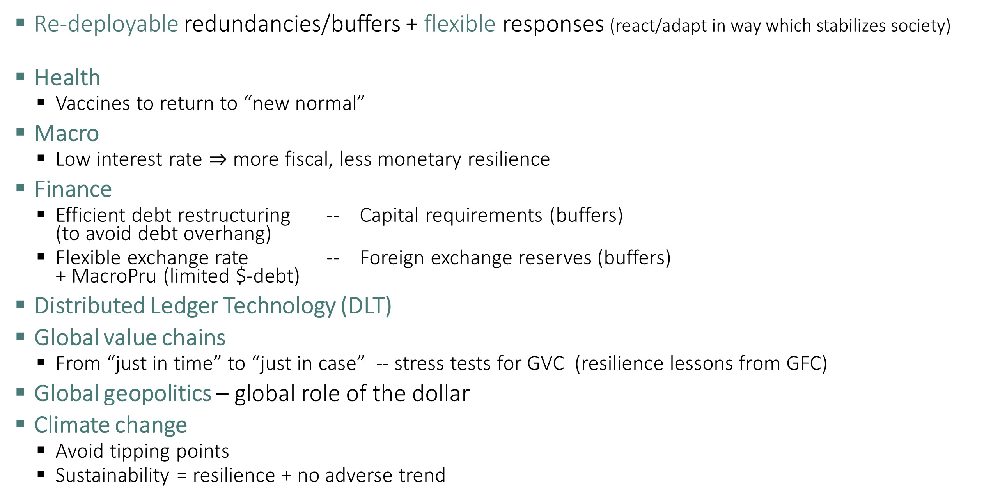 ▪ Re-deployable redundancies/buffers + flexible responses (react/adapt in way which stabilizes society)
▪ Health
▪ Vaccines to return to “new normal”
▪ Macro
▪ Low interest rate ⇒ more fiscal, less monetary resilience
▪ Finance
▪ Efficient debt restructuring -- Capital requirements (buffers)
(to avoid debt overhang)
▪ Flexible exchange rate -- Foreign exchange reserves (buffers)
+ MacroPru (limited $-debt)
▪ Distributed Ledger Technology (DLT)
▪ Global value chains
▪ From “just in time” to “just in case” -- stress tests for GVC (resilience lessons from GFC)
▪ Global geopolitics – global role of the dollar
▪ Climate change
▪ Avoid tipping points
▪ Sustainability = resilience + no adverse trend